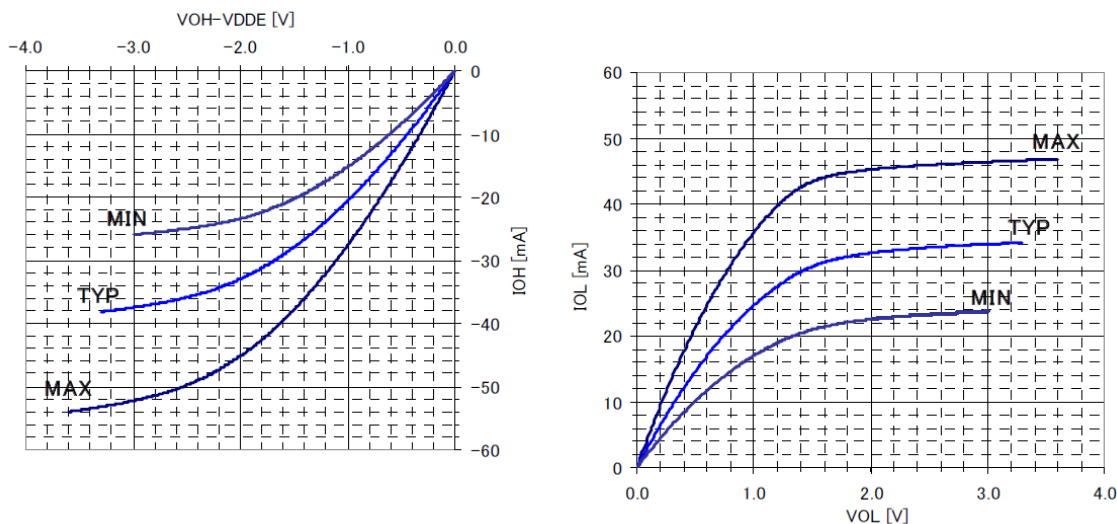 VOH-VDDE [V]
-4.0 -3.0 -2.0 -1.0 0.0
0
-10
-20
-30
-40
-50
-60
IOH [mA]
MIN
TYP
MAX
60
50
40
30
20
10
0
IOL [mA]
MAX
TYP
MIN
0.0 1.0 2.0 3.0 4.0
VOL [V]